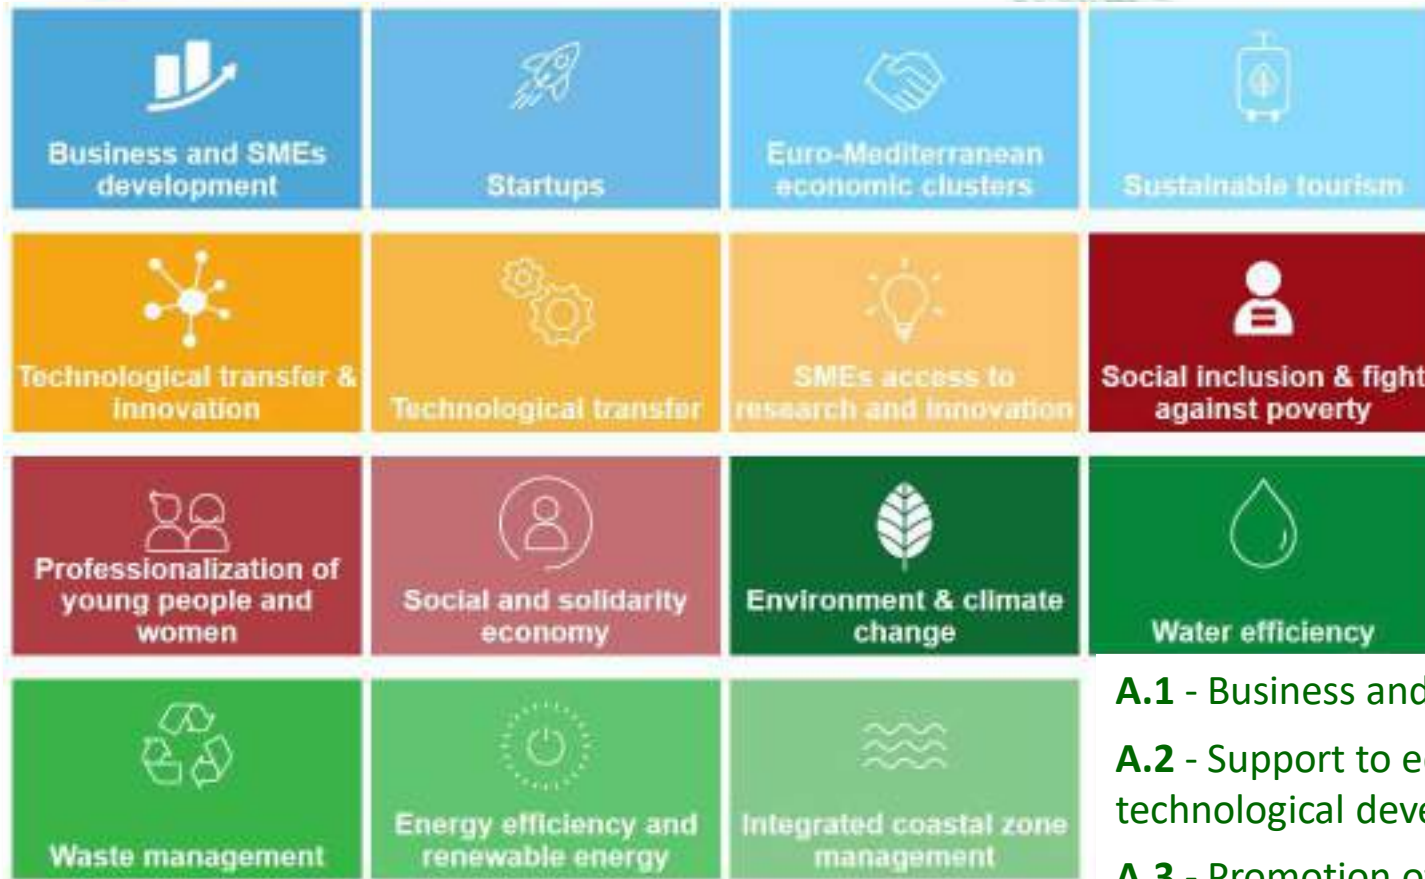 Business and SMEs
development
Startups
Euro-Mediterranean
economic clusters
Sustainable tourism
Technological transfer &
innovation
Technological transfer
SMEs access to
research and innovation
Social inclusion & fight
against poverty
Professionalization of
young people and
women
Social and solidarity
economy
Environment & climate
change
Water efficiency
Waste management
Energy efficiency and
renewable energy
Integrated coastal zone
management
A.1 - Business and
A.2 - Support to
technological
A.3 - Promotion